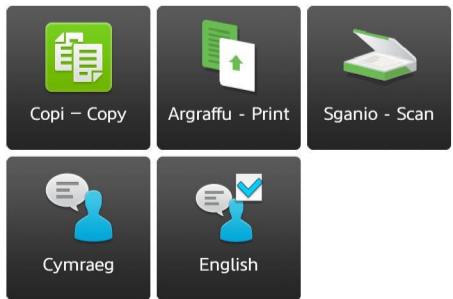 Copi – Copy
Argraffu - Print
Sganio - Scan
Cymraeg
English